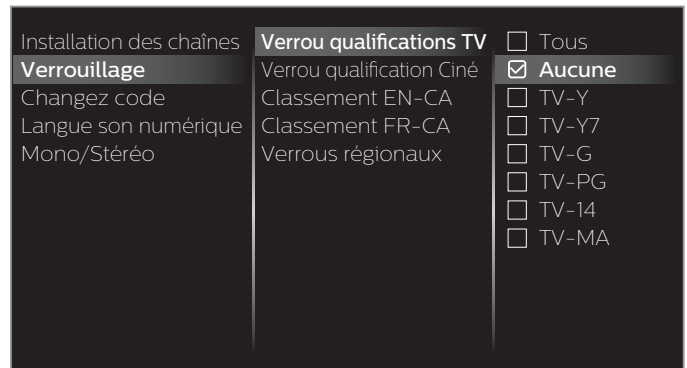 Installation des chaînes
Verrouillage
Changez code
Langue son numérique
Mono/Stéréo
Verrou qualifications TV
Verrou qualification Ciné
Classement EN-CA
Classement FR-CA
Verrous régionaux
Tous
Aucune
TV-Y
TV-Y7
TV-G
TV-PG
TV-14
TV-MA